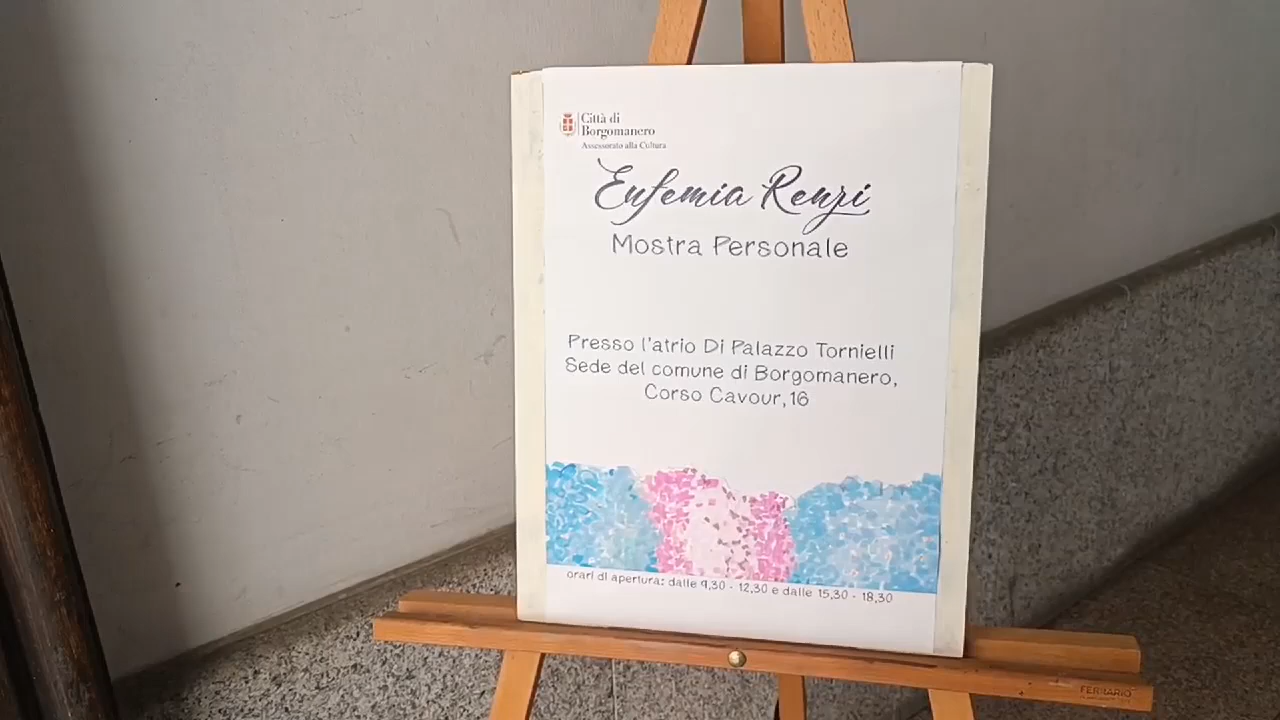 Città di
Borgomanero
Assessorato alla Cultura
Eufemia Renzi
Mostra Personale
Presso l'atrio Di Palazzo Tornielli
Sede del comune di Borgomanero,
Corso Cavour,16
orari di apertura: dalle 9,30 - 12,30 e dalle 15,30 - 18,30
FERRARIO